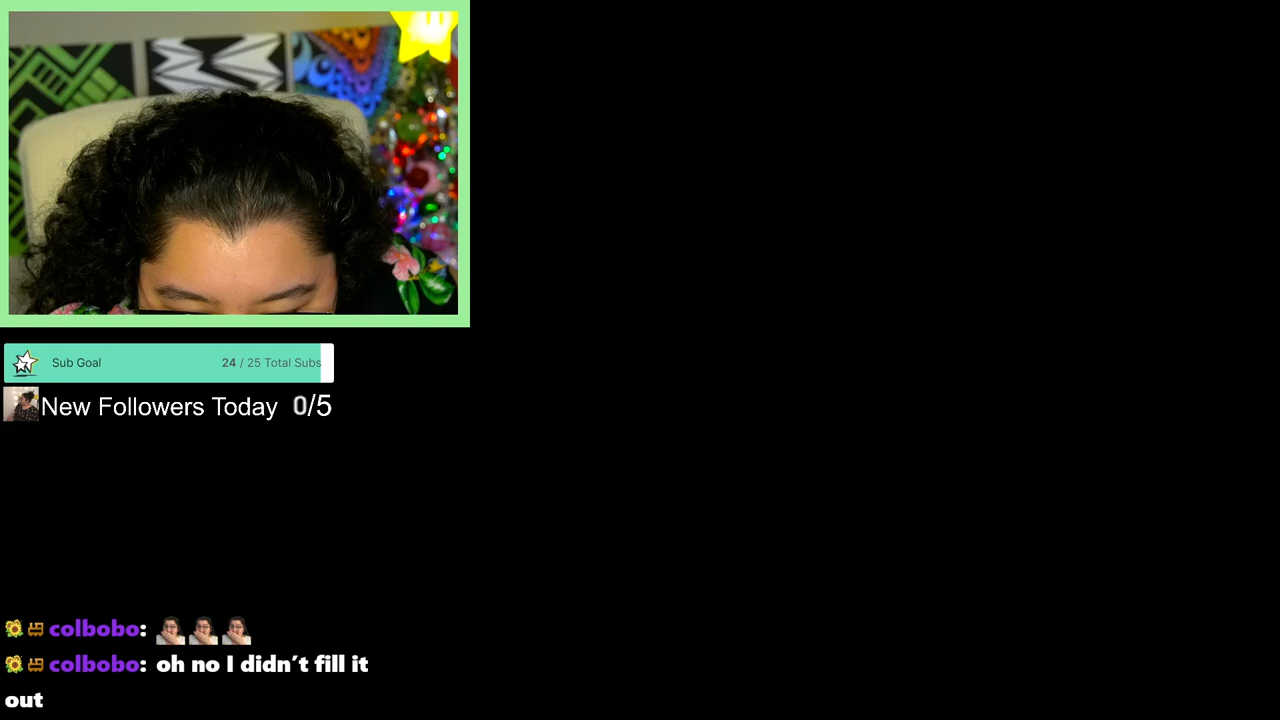 Sub Goal 24 / 25 Total Subs
New Followers Today 0/5
colbobo:
colbobo: oh no I didn't fill it
out